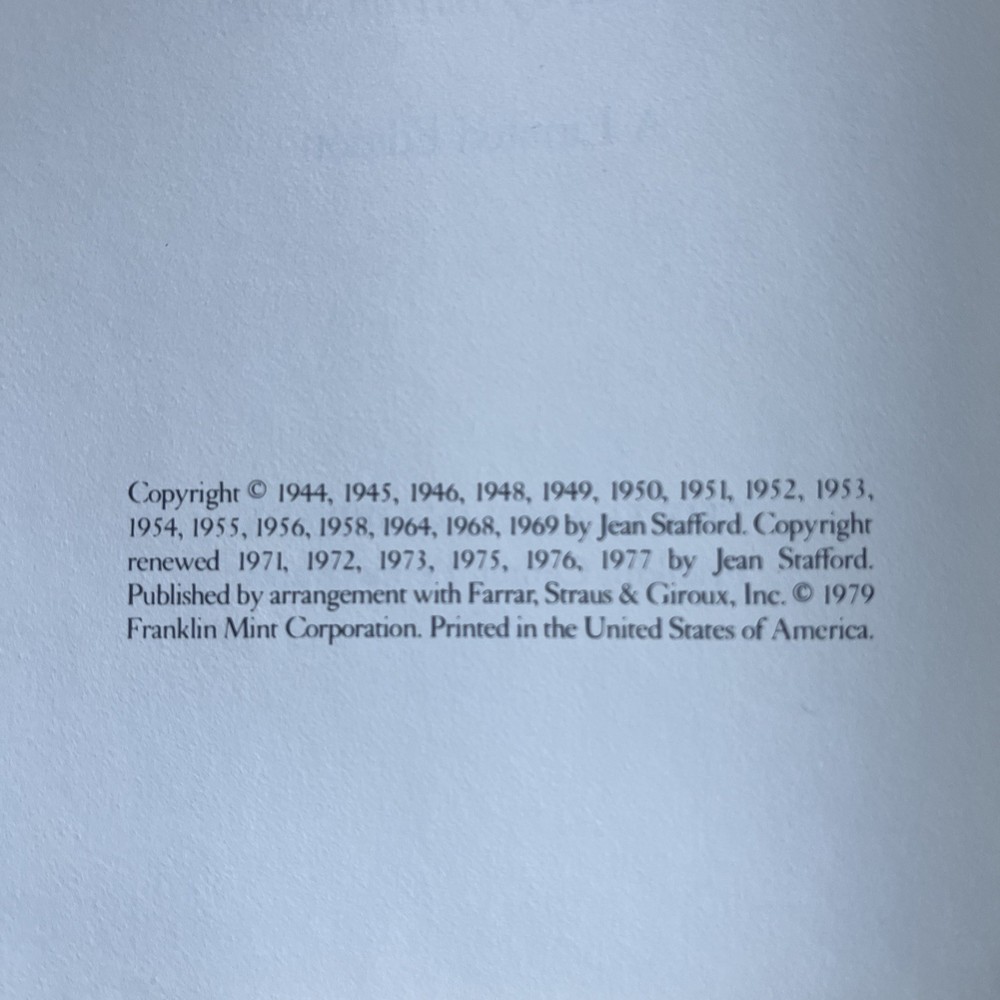 A Limited Edition
Copyright © 1944, 1945, 1946, 1948, 1949, 1950, 1951, 1952, 1953,
1954, 1955, 1956, 1958, 1964, 1968, 1969 by Jean Stafford. Copyright
renewed 1971, 1972, 1973, 1975, 1976, 1977 by Jean Stafford.
Published by arrangement with Farrar, Straus & Giroux, Inc. © 1979
Franklin Mint Corporation. Printed in the United States of America.